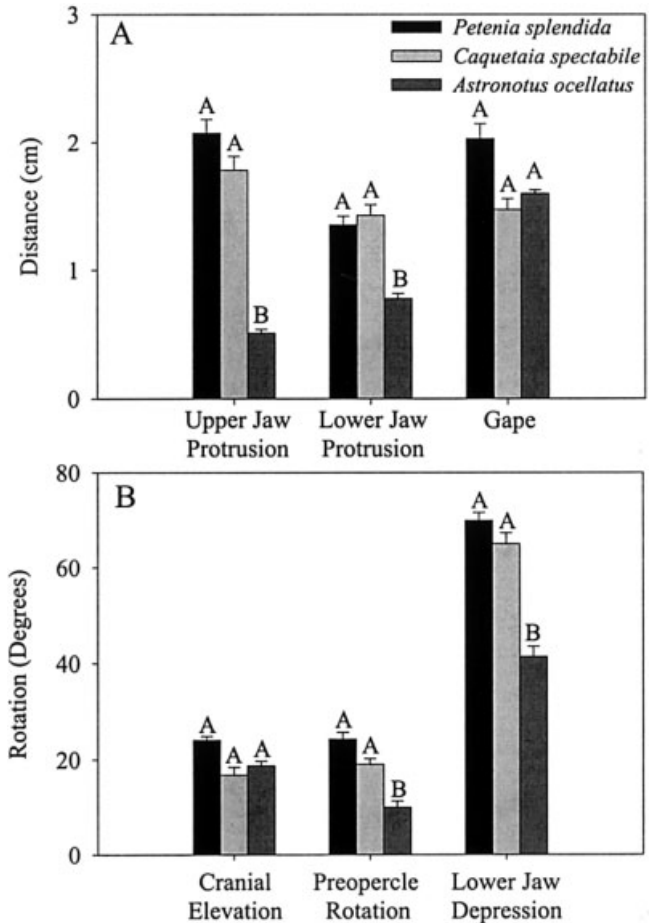 3
A
Petenia splendida
Caquetaia spectabile
Astronotus ocellatus
A
A
A
2
A
A
A
A
Distance (cm)
B
1
B
0
Upper Jaw Lower Jaw Gape
Protrusion Protrusion
80
B
A
A
60
Rotation (Degrees)
B
40
A
A
A
A
A
20
B
0
Cranial Preopercle Lower Jaw
Elevation Rotation Depression